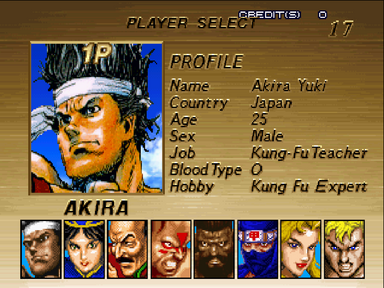 PLAYER SELECT
CREDIT(S) 0
17
1P
PROFILE
Name Akira Yuki
Country Japan
Age 25
Sex Male
Job Kung-Fu Teacher
Blood Type O
Hobby Kung Fu Expert
AKIRA